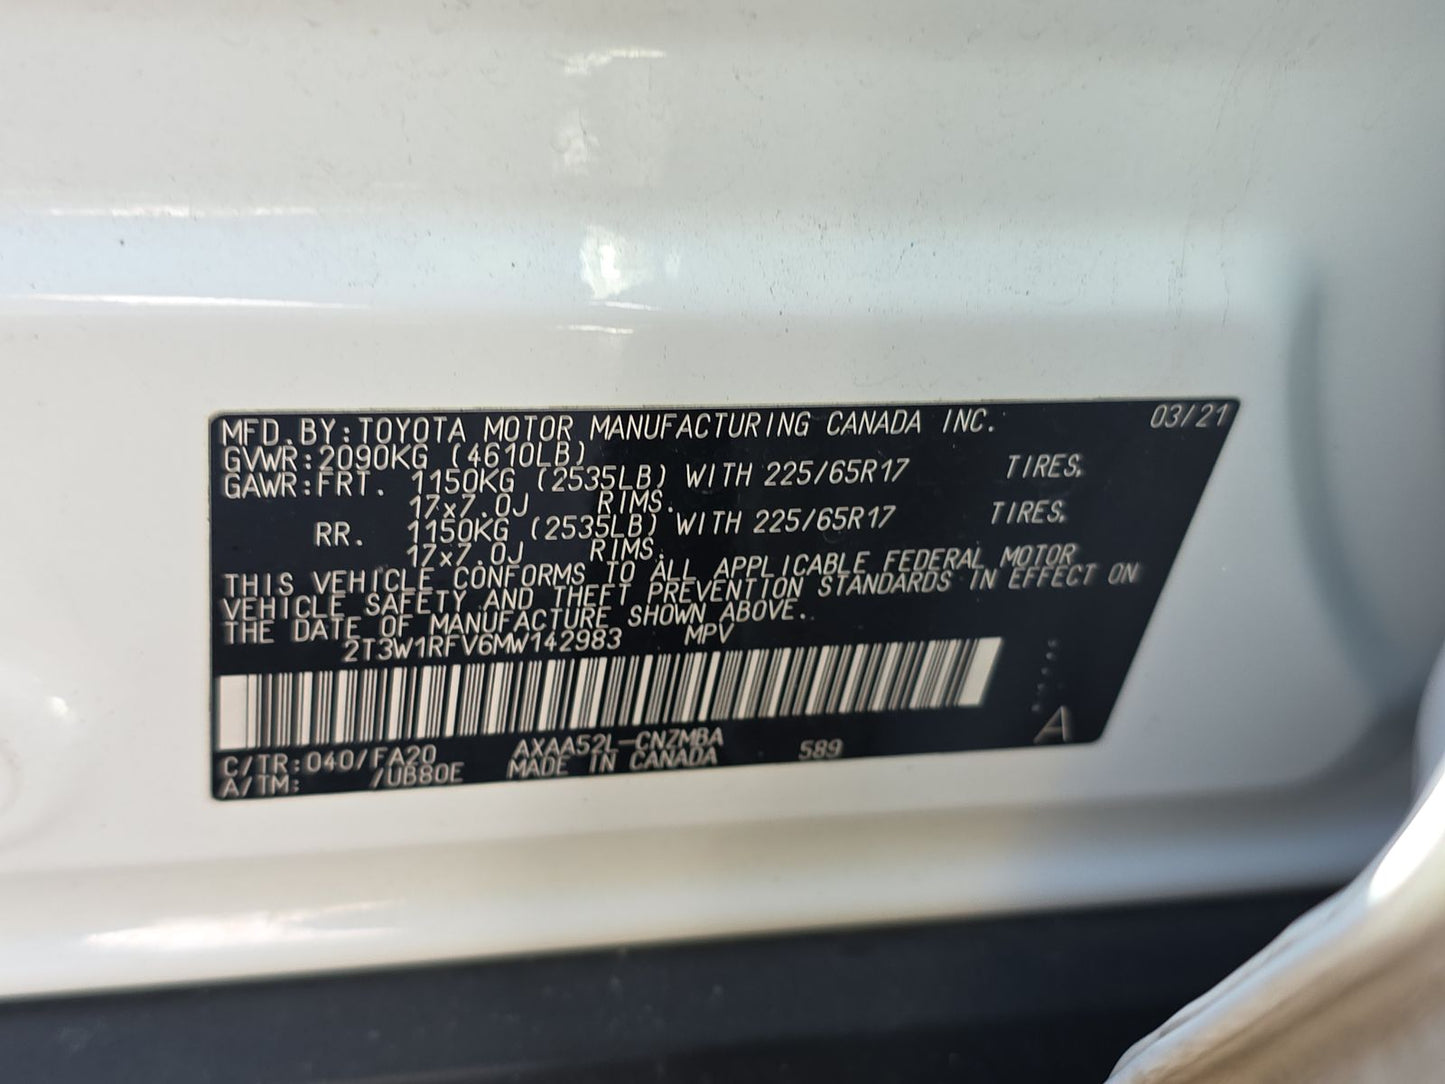 MFD. BY: TOYOTA MOTOR MANUFACTURING CANADA INC. 03/21
GVWR: 2090KG (4610LB)
GAWR: FRT. 1150KG (2535LB) WITH 225/65R17 TIRES.
17x7.0J RIMS.
RR. 1150KG (2535LB) WITH 225/65R17 TIRES.
17x7.0J RIMS.
THIS VEHICLE CONFORMS TO ALL APPLICABLE FEDERAL MOTOR
VEHICLE SAFETY AND THEFT PREVENTION STANDARDS IN EFFECT ON
THE DATE OF MANUFACTURE SHOWN ABOVE.
2T3W1RFV6MW142983 MPV
C/TR: 040/FA20 AXAA52L-CNZMBA 589 A
A/TM: /UB80E MADE IN CANADA